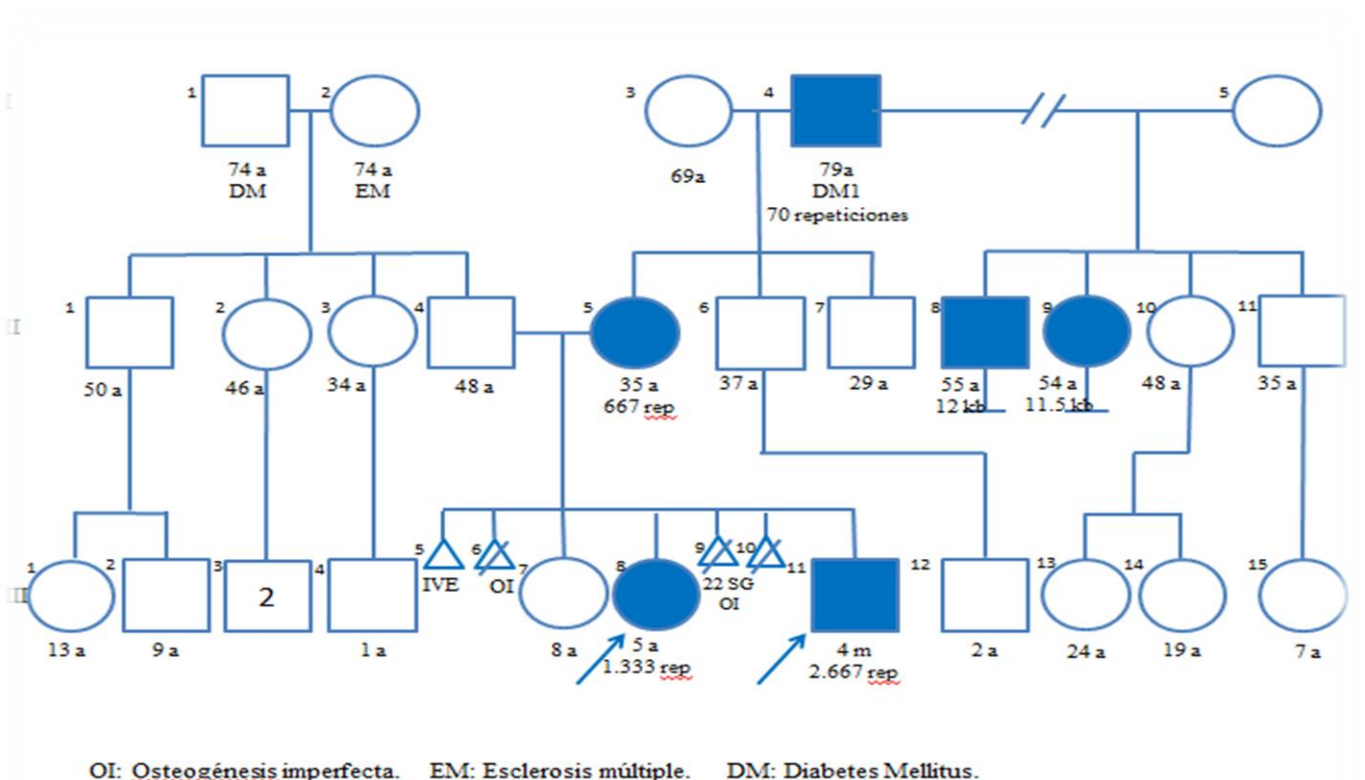 I
1
2
3
4
5
74 a
DM
74 a
EM
69a
79a
DM1
70 repeticiones
II
1
2
3
4
5
6
7
8
9
10
11
50 a
46 a
34 a
48 a
35 a
667 rep
37 a
29 a
55 a
12 kb
54 a
11.5 kb
48 a
35 a
III
1
2
3
2
4
5
IVE
6
OI
7
8
9
10
22 SG
OI
11
12
13
14
15
13 a
9 a
1 a
8 a
5 a
1.333 rep
4 m
2.667 rep
2 a
24 a
19 a
7 a
OI: Osteogénesis imperfecta. EM: Esclerosis múltiple. DM: Diabetes Mellitus.